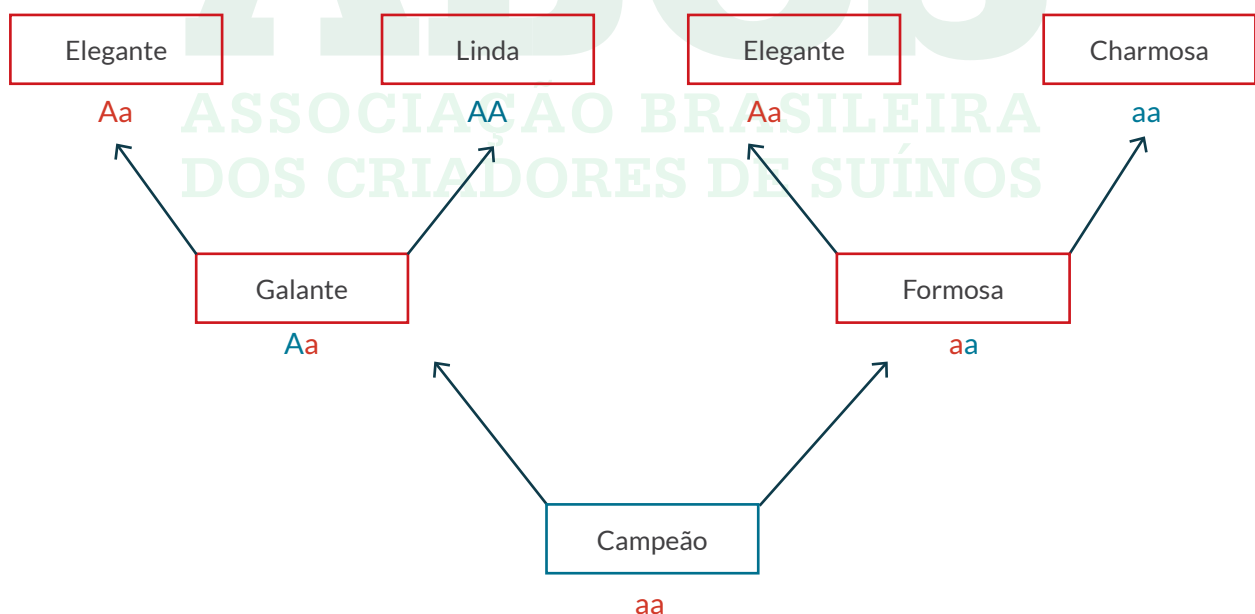 ABCS
ASSOCIAÇÃO BRASILEIRA
DOS CRIADORES DE SUÍNOS
Elegante
Linda
Elegante
Charmosa
Aa
AA
Aa
aa
Galante
Formosa
Aa
aa
Campeão
aa